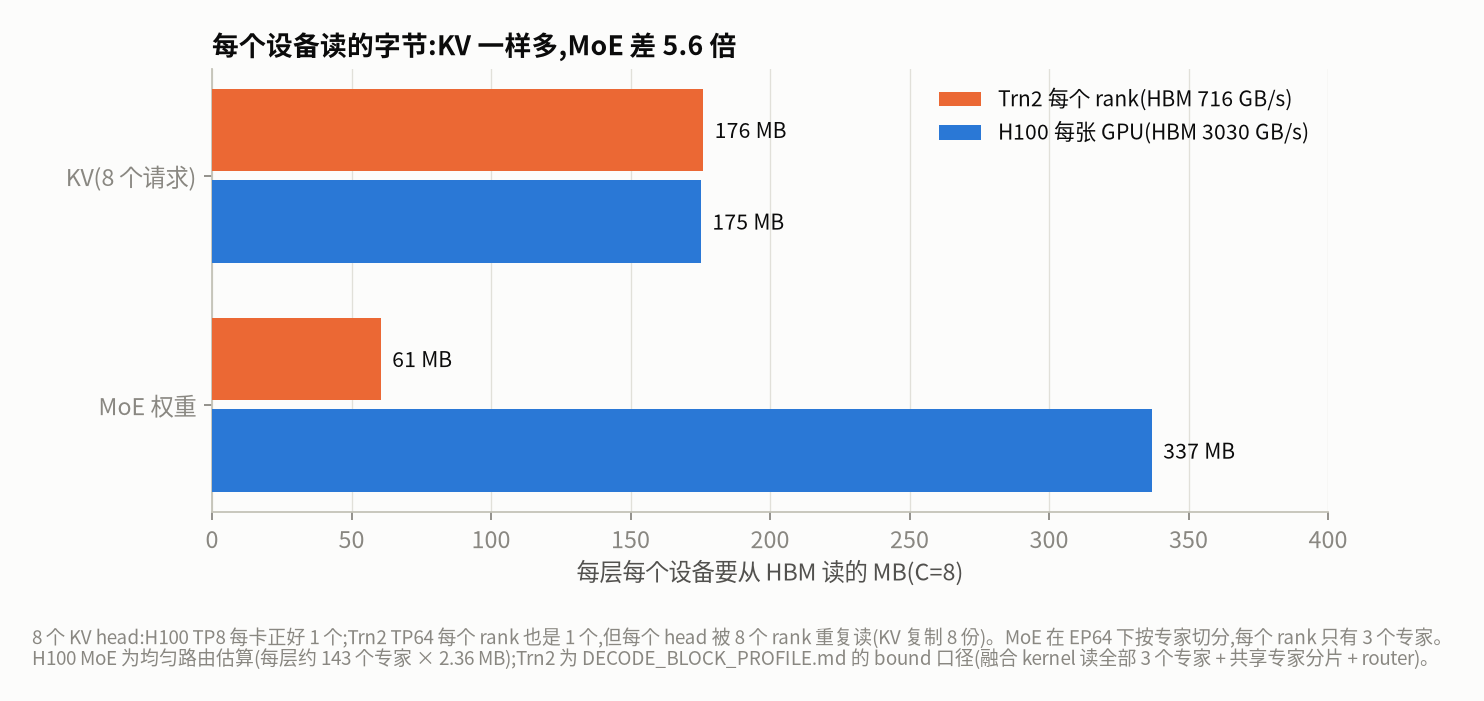 每个设备读的字节:KV 一样多,MoE 差 5.6 倍
Trn2 每个 rank(HBM 716 GB/s)
H100 每张 GPU(HBM 3030 GB/s)
KV(8 个请求)
176 MB
175 MB
MoE 权重
61 MB
337 MB
0 50 100 150 200 250 300 350 400
每层每个设备要从 HBM 读的 MB(C=8)
8 个 KV head:H100 TP8 每卡正好 1 个;Trn2 TP64 每个 rank 也是 1 个,但每个 head 被 8 个 rank 重复读(KV 复制 8 份)。MoE 在 EP64 下按专家切分,每个 rank 只有 3 个专家。
H100 MoE 为均匀路由估算(每层约 143 个专家 × 2.36 MB);Trn2 为 DECODE_BLOCK_PROFILE.md 的 bound 口径(融合 kernel 读全部 3 个专家 + 共享专家分片 + router)。